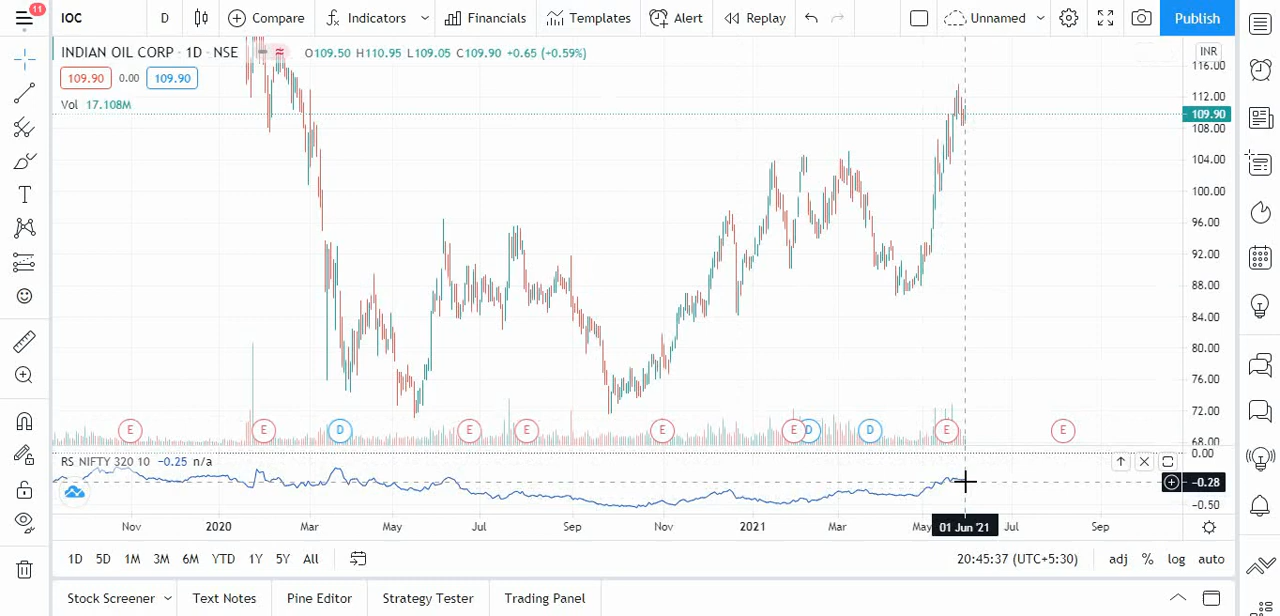 11
IOC D Compare Indicators Financials Templates Alert Replay Unnamed Publish
INDIAN OIL CORP · 1D · NSE O109.50 H110.95 L109.05 C109.90 +0.65 (+0.59%) INR
109.90 0.00 109.90
Vol 17.108M
116.00
112.00
109.90
108.00
104.00
100.00
96.00
92.00
88.00
84.00
80.00
76.00
72.00
68.00
E E D E E E E D D E E
RS NIFTY 320 10 −0.25 n/a
0.00
-0.28
−0.50
Nov 2020 Mar May Jul Sep Nov 2021 Mar May 01 Jun '21 Jul Sep
1D 5D 1M 3M 6M YTD 1Y 5Y All 20:45:37 (UTC+5:30) adj % log auto
Stock Screener Text Notes Pine Editor Strategy Tester Trading Panel